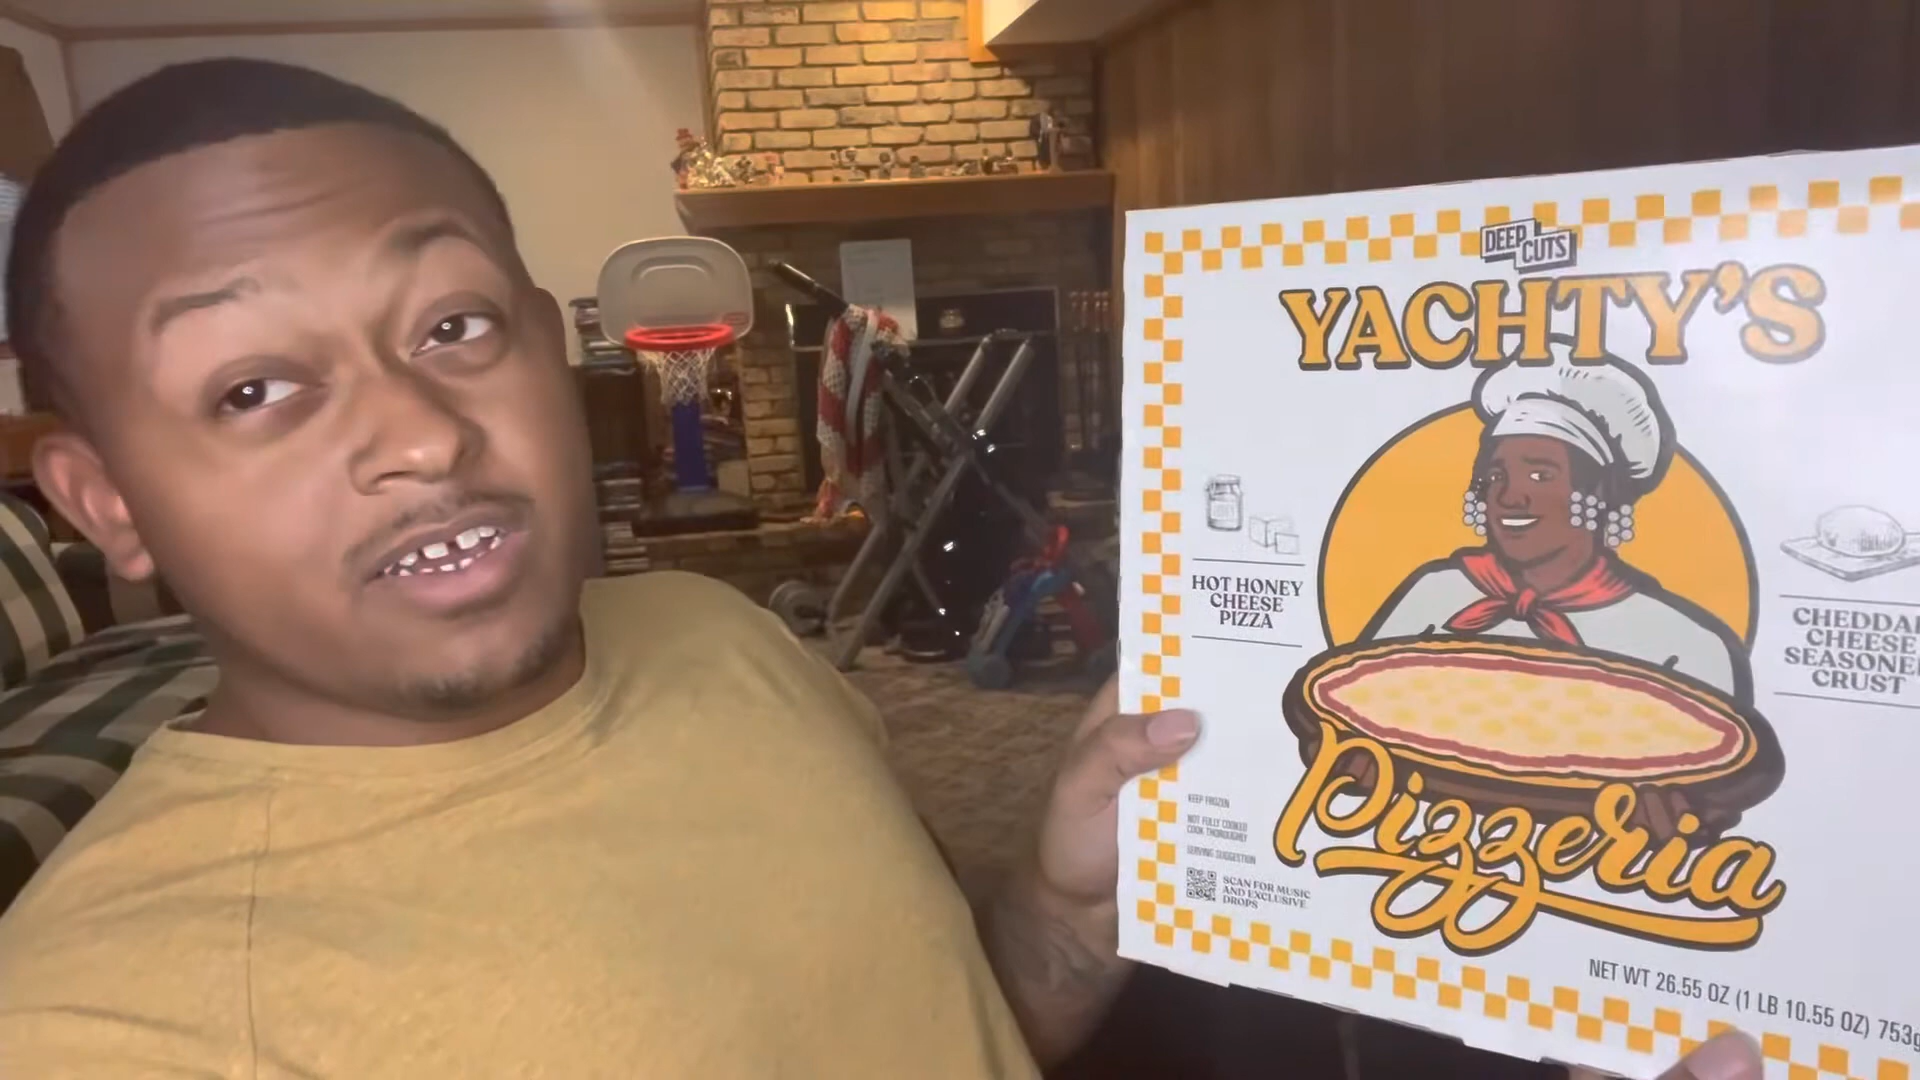 DEEP CUTS
YACHTY'S
HOT HONEY
CHEESE
PIZZA
CHEDDAR
CHEESE
SEASONED
CRUST
Pizzeria
KEEP FROZEN
NOT FULLY COOKED
COOK THOROUGHLY
SERVING SUGGESTION
SCAN FOR MUSIC
AND EXCLUSIVE
DROPS
NET WT 26.55 OZ (1 LB 10.55 OZ) 753g